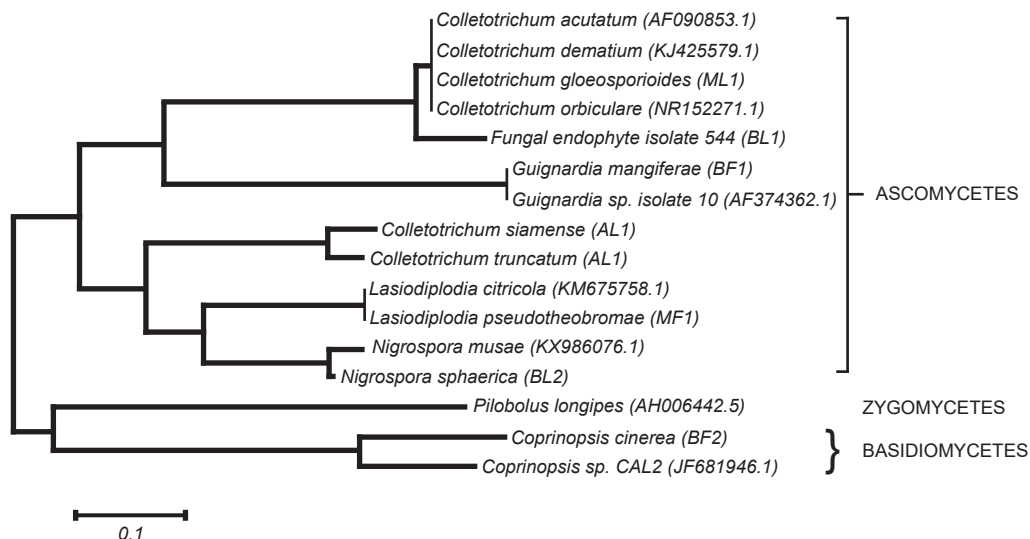 Colletotrichum acutatum (AF090853.1)
Colletotrichum dematium (KJ425579.1)
Colletotrichum gloeosporioides (ML1)
Colletotrichum orbiculare (NR152271.1)
Fungal endophyte isolate 544 (BL1)
Guignardia mangiferae (BF1)
Guignardia sp. isolate 10 (AF374362.1)
ASCOMYCETES
Colletotrichum siamense (AL1)
Colletotrichum truncatum (AL1)
Lasiodiplodia citricola (KM675758.1)
Lasiodiplodia pseudotheobromae (MF1)
Nigrospora musae (KX986076.1)
Nigrospora sphaerica (BL2)
Pilobolus longipes (AH006442.5)
ZYGOMYCETES
Coprinopsis cinerea (BF2)
BASIDIOMYCETES
Coprinopsis sp. CAL2 (JF681946.1)
0.1